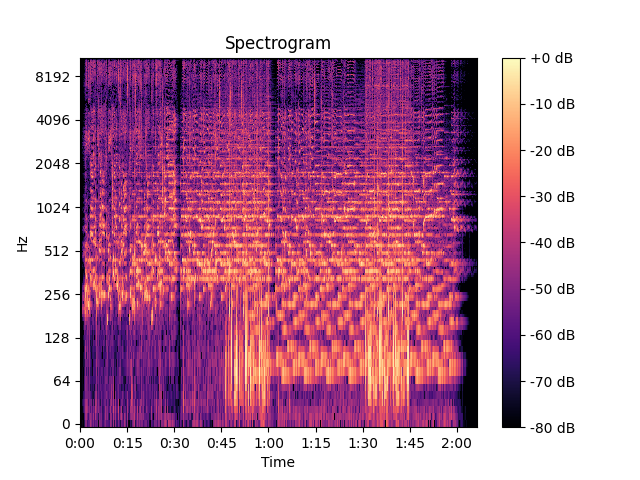 Spectrogram
8192
4096
2048
1024
512
256
128
64
0
Hz
0:00 0:15 0:30 0:45 1:00 1:15 1:30 1:45 2:00
Time
+0 dB
-10 dB
-20 dB
-30 dB
-40 dB
-50 dB
-60 dB
-70 dB
-80 dB